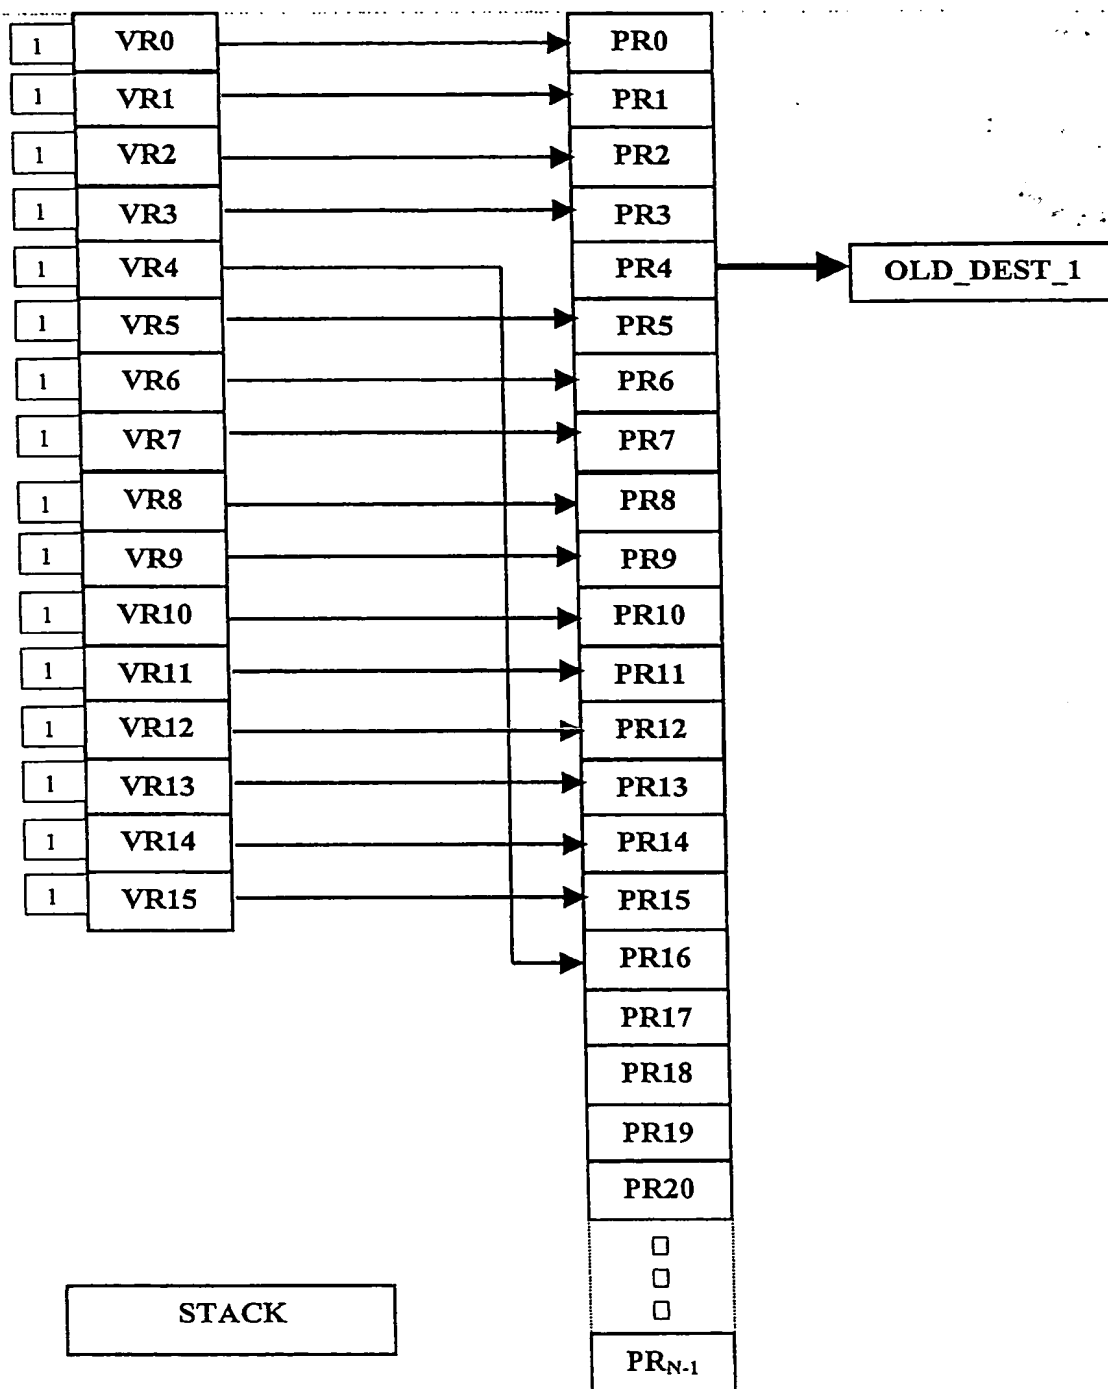 1 VR0 PR0
1 VR1 PR1
1 VR2 PR2
1 VR3 PR3
1 VR4 PR4 OLD_DEST_1
1 VR5 PR5
1 VR6 PR6
1 VR7 PR7
1 VR8 PR8
1 VR9 PR9
1 VR10 PR10
1 VR11 PR11
1 VR12 PR12
1 VR13 PR13
1 VR14 PR14
1 VR15 PR15
PR16
PR17
PR18
PR19
PR20
STACK
PRN-1